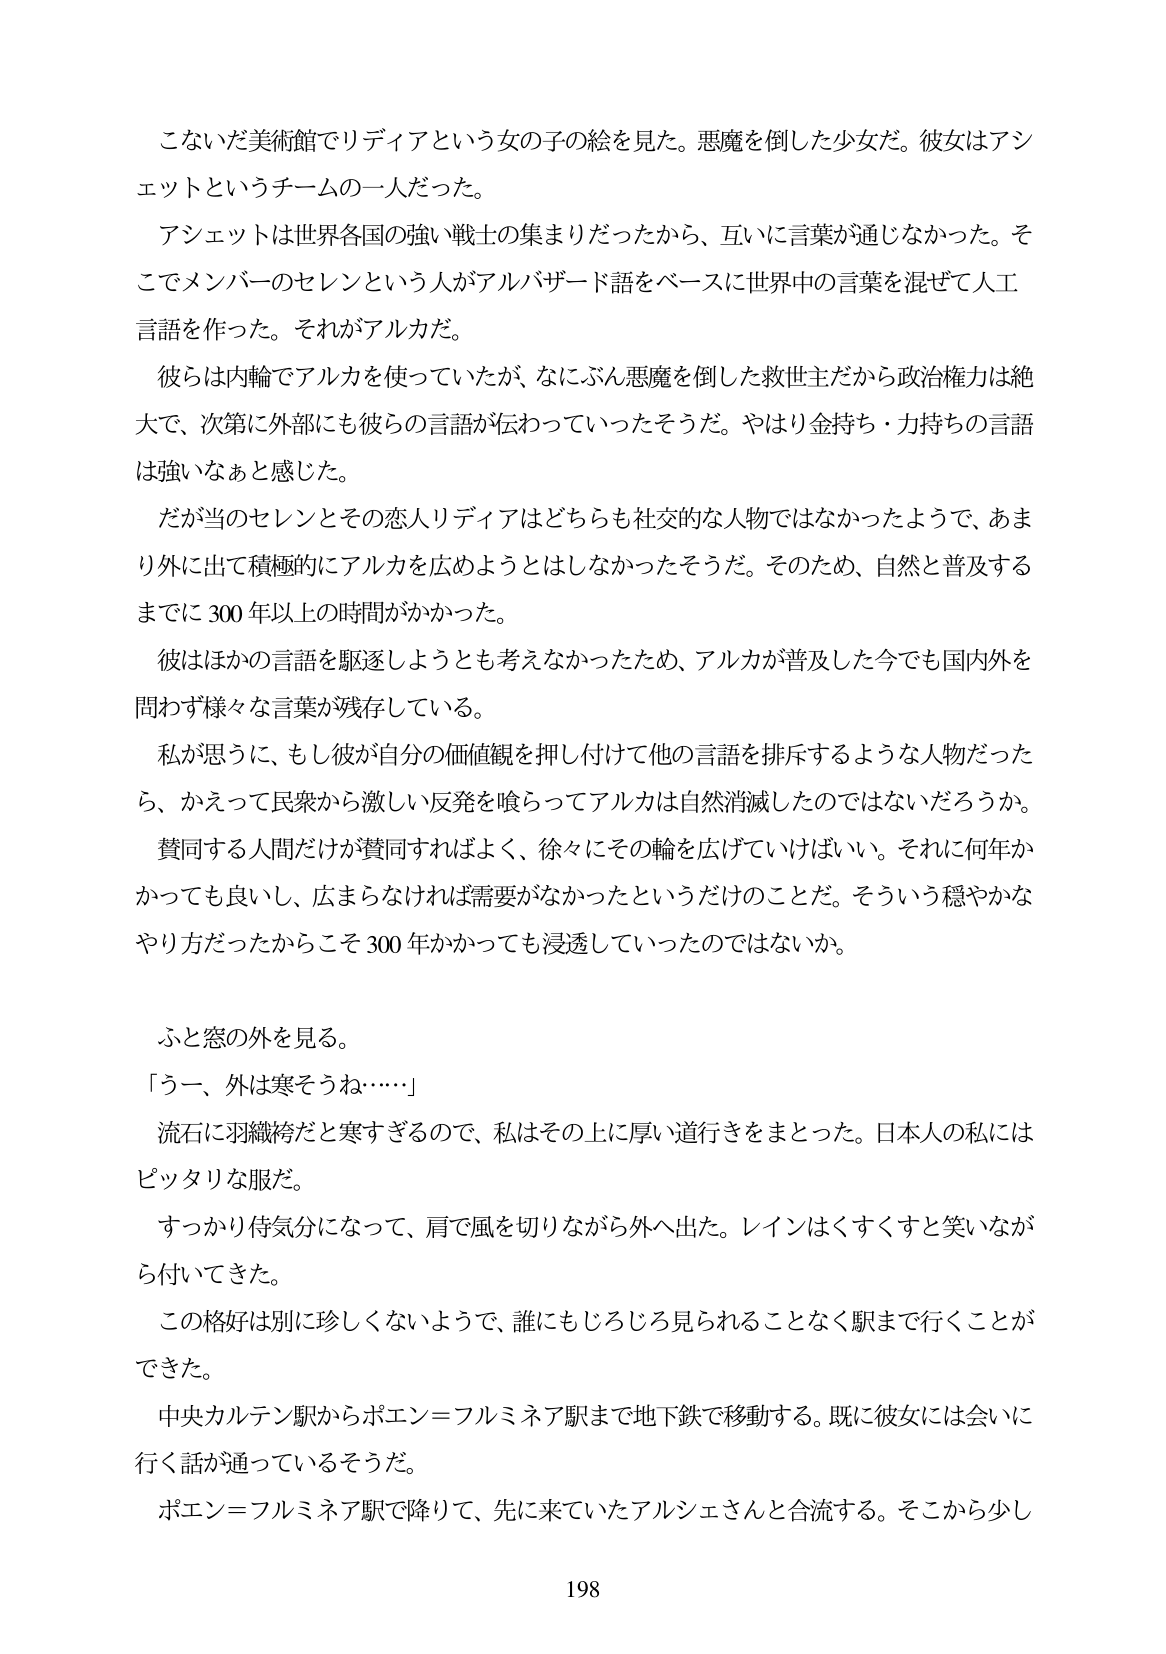 こないだ美術館でリディアという女の子の絵を見た。悪魔を倒した少女だ。彼女はアシ
ェットというチームの一人だった。
　アシェットは世界各国の強い戦士の集まりだったから、互いに言葉が通じなかった。そ
こでメンバーのセレンという人がアルバザード語をベースに世界中の言葉を混ぜて人工
言語を作った。それがアルカだ。
　彼らは内輪でアルカを使っていたが、なにぶん悪魔を倒した救世主だから政治権力は絶
大で、次第に外部にも彼らの言語が伝わっていったそうだ。やはり金持ち・力持ちの言語
は強いなぁと感じた。
　だが当のセレンとその恋人リディアはどちらも社交的な人物ではなかったようで、あま
り外に出て積極的にアルカを広めようとはしなかったそうだ。そのため、自然と普及する
までに 300 年以上の時間がかかった。
　彼はほかの言語を駆逐しようとも考えなかったため、アルカが普及した今でも国内外を
問わず様々な言葉が残存している。
　私が思うに、もし彼が自分の価値観を押し付けて他の言語を排斥するような人物だった
ら、かえって民衆から激しい反発を喰らってアルカは自然消滅したのではないだろうか。
　賛同する人間だけが賛同すればよく、徐々にその輪を広げていけばいい。それに何年か
かっても良いし、広まらなければ需要がなかったというだけのことだ。そういう穏やかな
やり方だったからこそ 300 年かかっても浸透していったのではないか。
　ふと窓の外を見る。
「うー、外は寒そうね……」
　流石に羽織袴だと寒すぎるので、私はその上に厚い道行きをまとった。日本人の私には
ピッタリな服だ。
　すっかり侍気分になって、肩で風を切りながら外へ出た。レインはくすくすと笑いなが
ら付いてきた。
　この格好は別に珍しくないようで、誰にもじろじろ見られることなく駅まで行くことが
できた。
　中央カルテン駅からポエン＝フルミネア駅まで地下鉄で移動する。既に彼女には会いに
行く話が通っているそうだ。
　ポエン＝フルミネア駅で降りて、先に来ていたアルシェさんと合流する。そこから少し
198